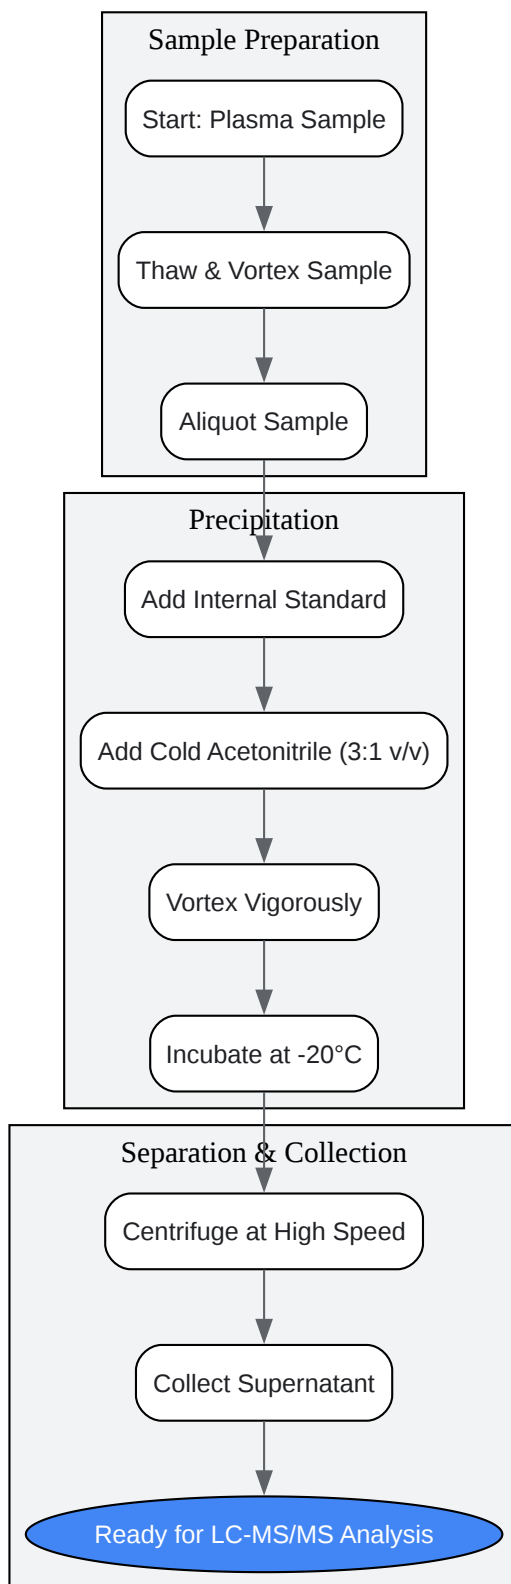 Sample Preparation
Start: Plasma Sample
Thaw & Vortex Sample
Aliquot Sample
Precipitation
Add Internal Standard
Add Cold Acetonitrile (3:1 v/v)
Vortex Vigorously
Incubate at -20°C
Separation & Collection
Centrifuge at High Speed
Collect Supernatant
Ready for LC-MS/MS Analysis